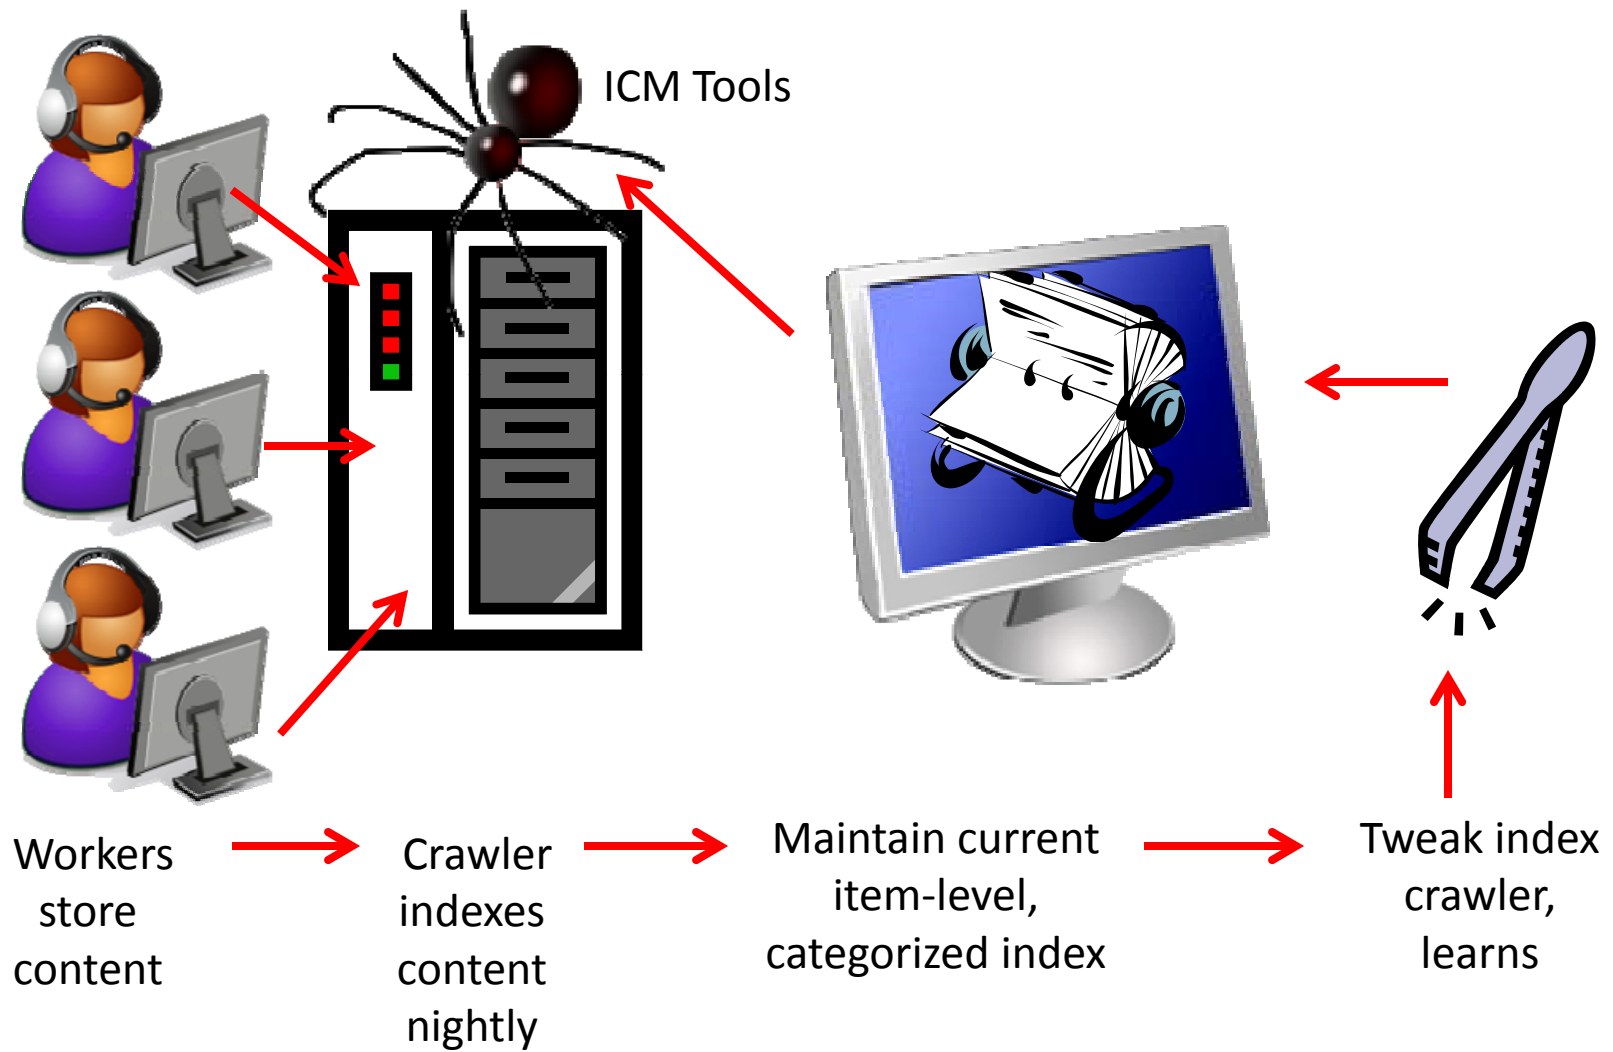 ICM Tools
Workers
store
content
Crawler
indexes
content
nightly
Maintain current
item-level,
categorized index
Tweak index
crawler,
learns